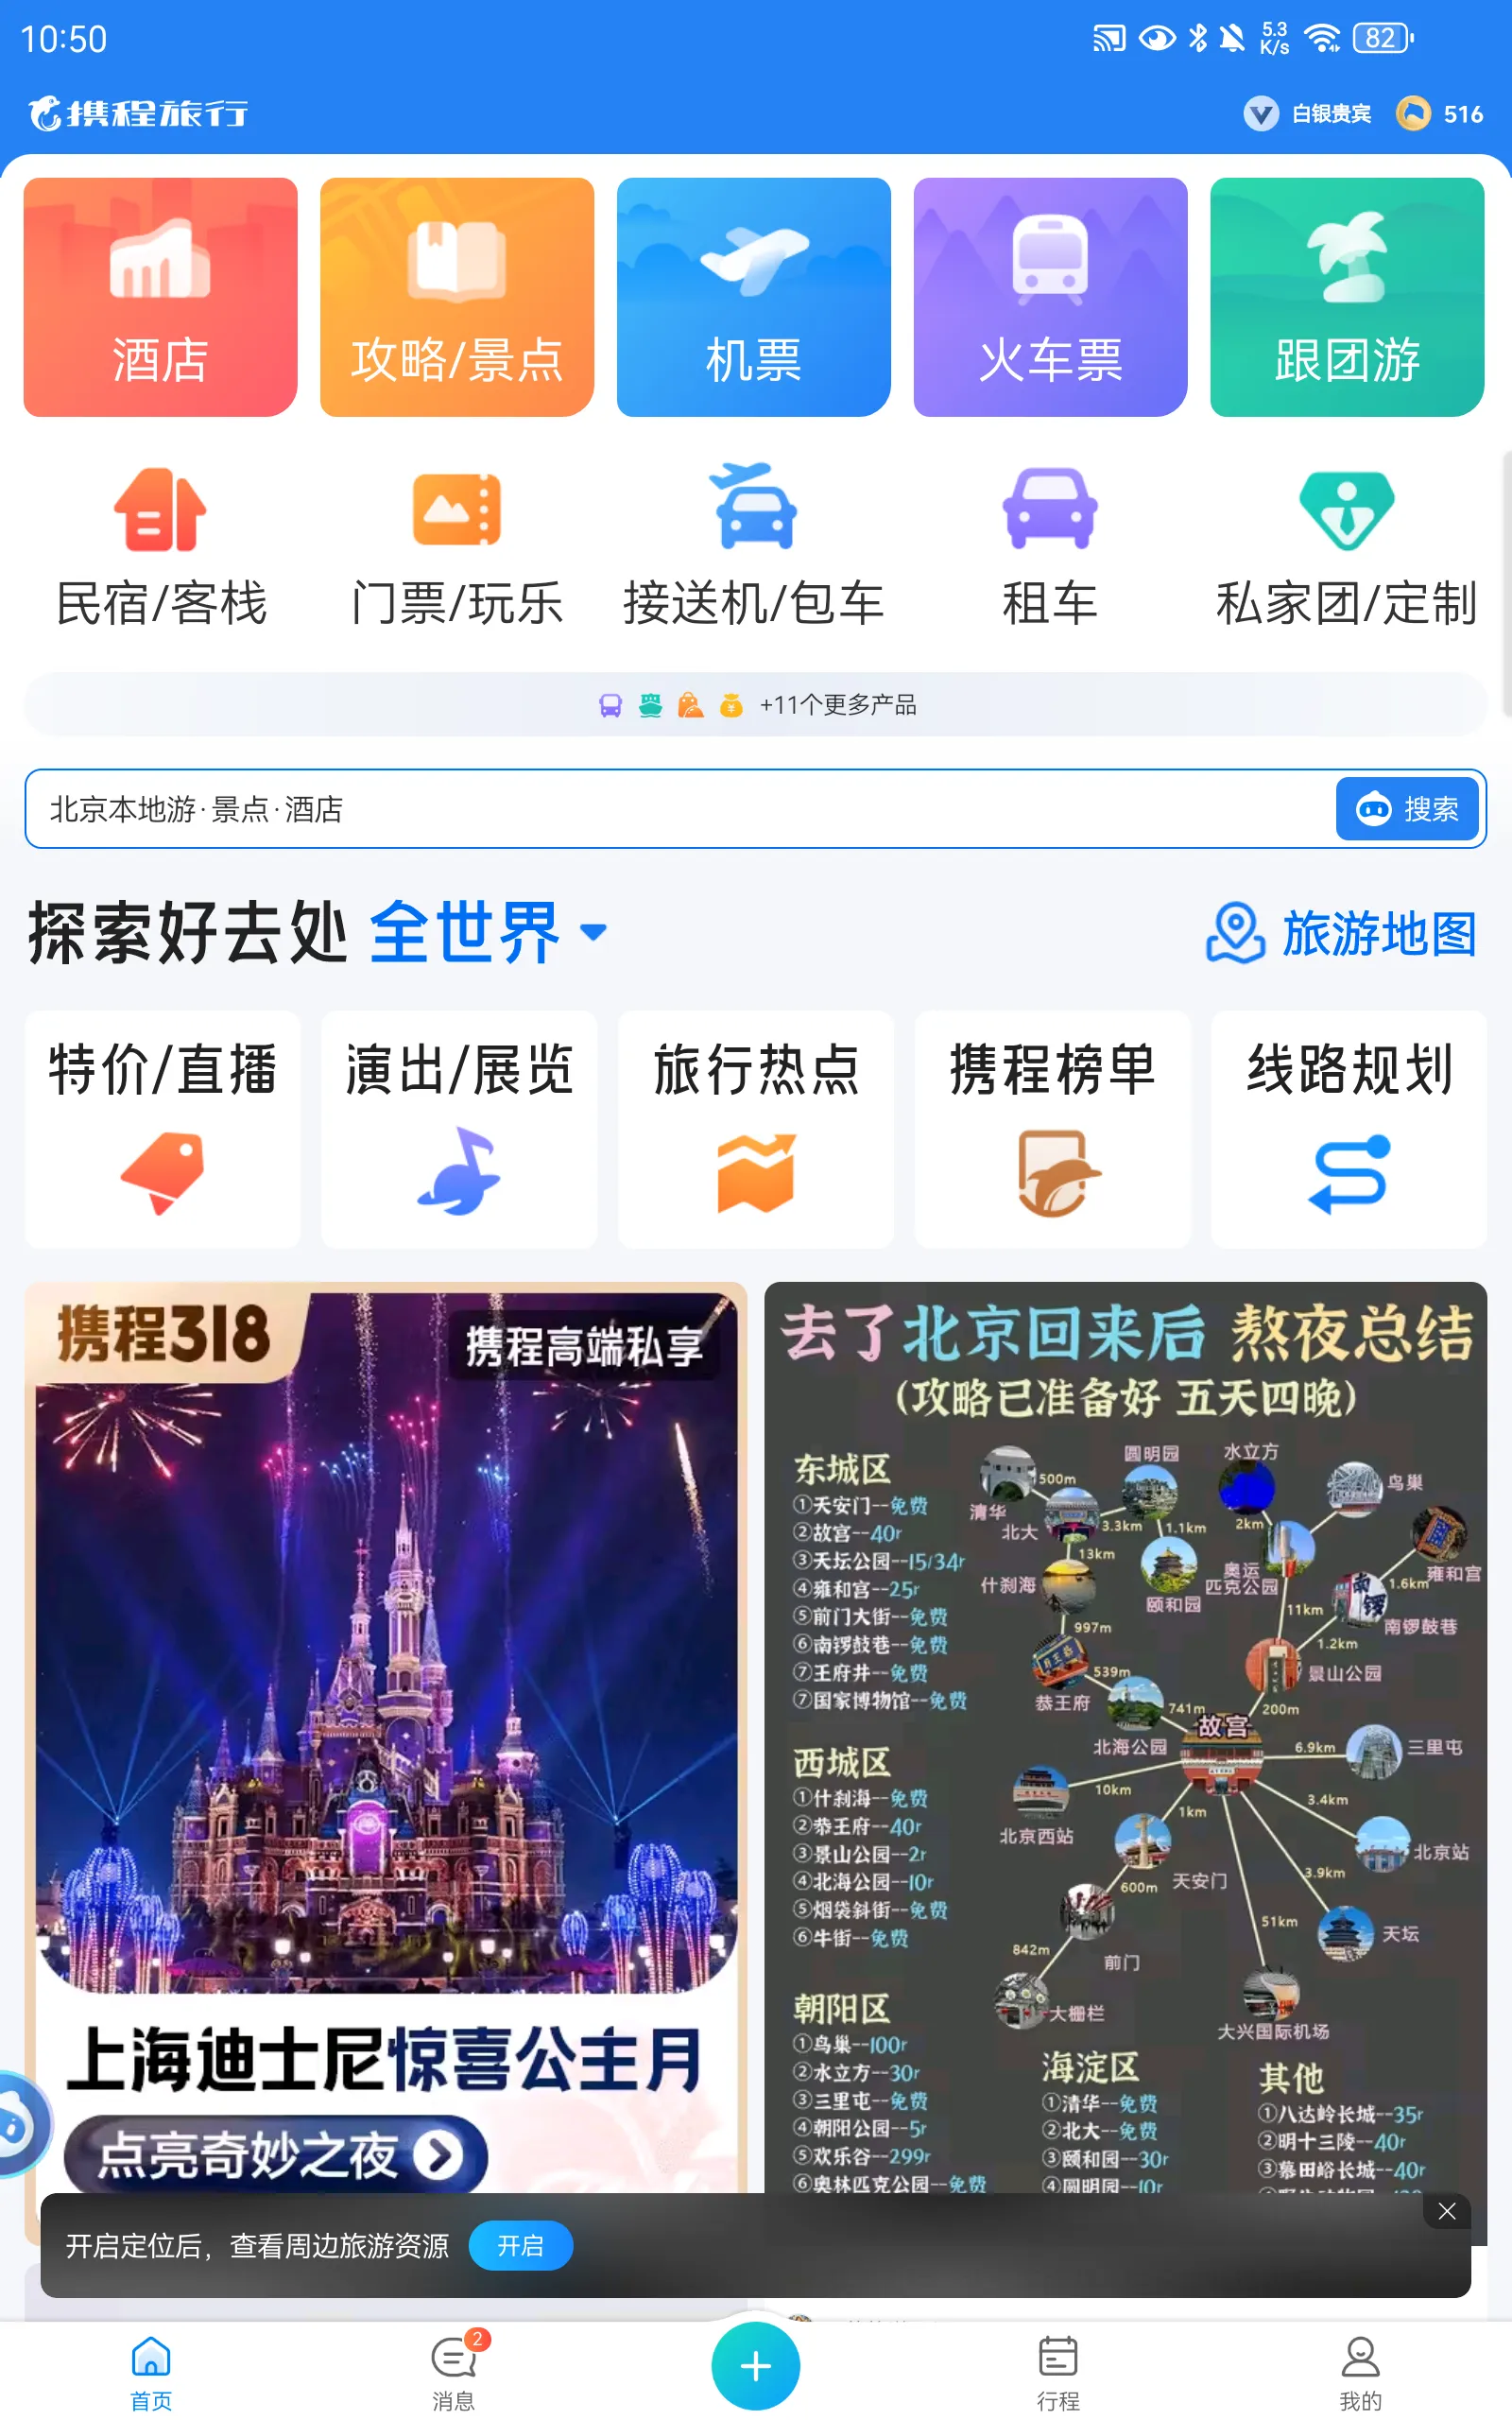 10:50
5.3 K/s
82
携程旅行
白银贵宾
516
酒店
攻略/景点
机票
火车票
跟团游
民宿/客栈
门票/玩乐
接送机/包车
租车
私家团/定制
+11个更多产品
北京本地游·景点·酒店
搜索
探索好去处 全世界
旅游地图
特价/直播
演出/展览
旅行热点
携程榜单
线路规划
携程318
携程高端私享
上海迪士尼惊喜公主月
点亮奇妙之夜
去了北京回来后 熬夜总结
(攻略已准备好 五天四晚)
东城区
①天安门--免费
②故宫--40r
③天坛公园--15/34r
④雍和宫--25r
⑤前门大街--免费
⑥南锣鼓巷--免费
⑦王府井--免费
⑦国家博物馆--免费
西城区
①什刹海--免费
②恭王府--40r
③景山公园--2r
④北海公园--10r
⑤烟袋斜街--免费
⑥牛街--免费
朝阳区
①鸟巢--100r
②水立方--30r
③三里屯--免费
④朝阳公园--5r
⑤欢乐谷--299r
⑥奥林匹克公园--免费
圆明园
水立方
鸟巢
500m
清华
北大
3.3km
1.1km
2km
13km
什刹海
颐和园
奥运
匹克公园
雍和宫
1.6km
南锣
11km
南锣鼓巷
997m
1.2km
539m
景山公园
恭王府
741m
200m
故宫
北海公园
6.9km
三里屯
10km
3.4km
1km
北京西站
北京站
天安门
3.9km
600m
51km
天坛
842m
前门
大栅栏
大兴国际机场
海淀区
①清华--免费
②北大--免费
③颐和园--30r
④圆明园--10r
其他
①八达岭长城--35r
②明十三陵--40r
③慕田峪长城--40r
开启定位后，查看周边旅游资源
开启
首页
消息
2
行程
我的